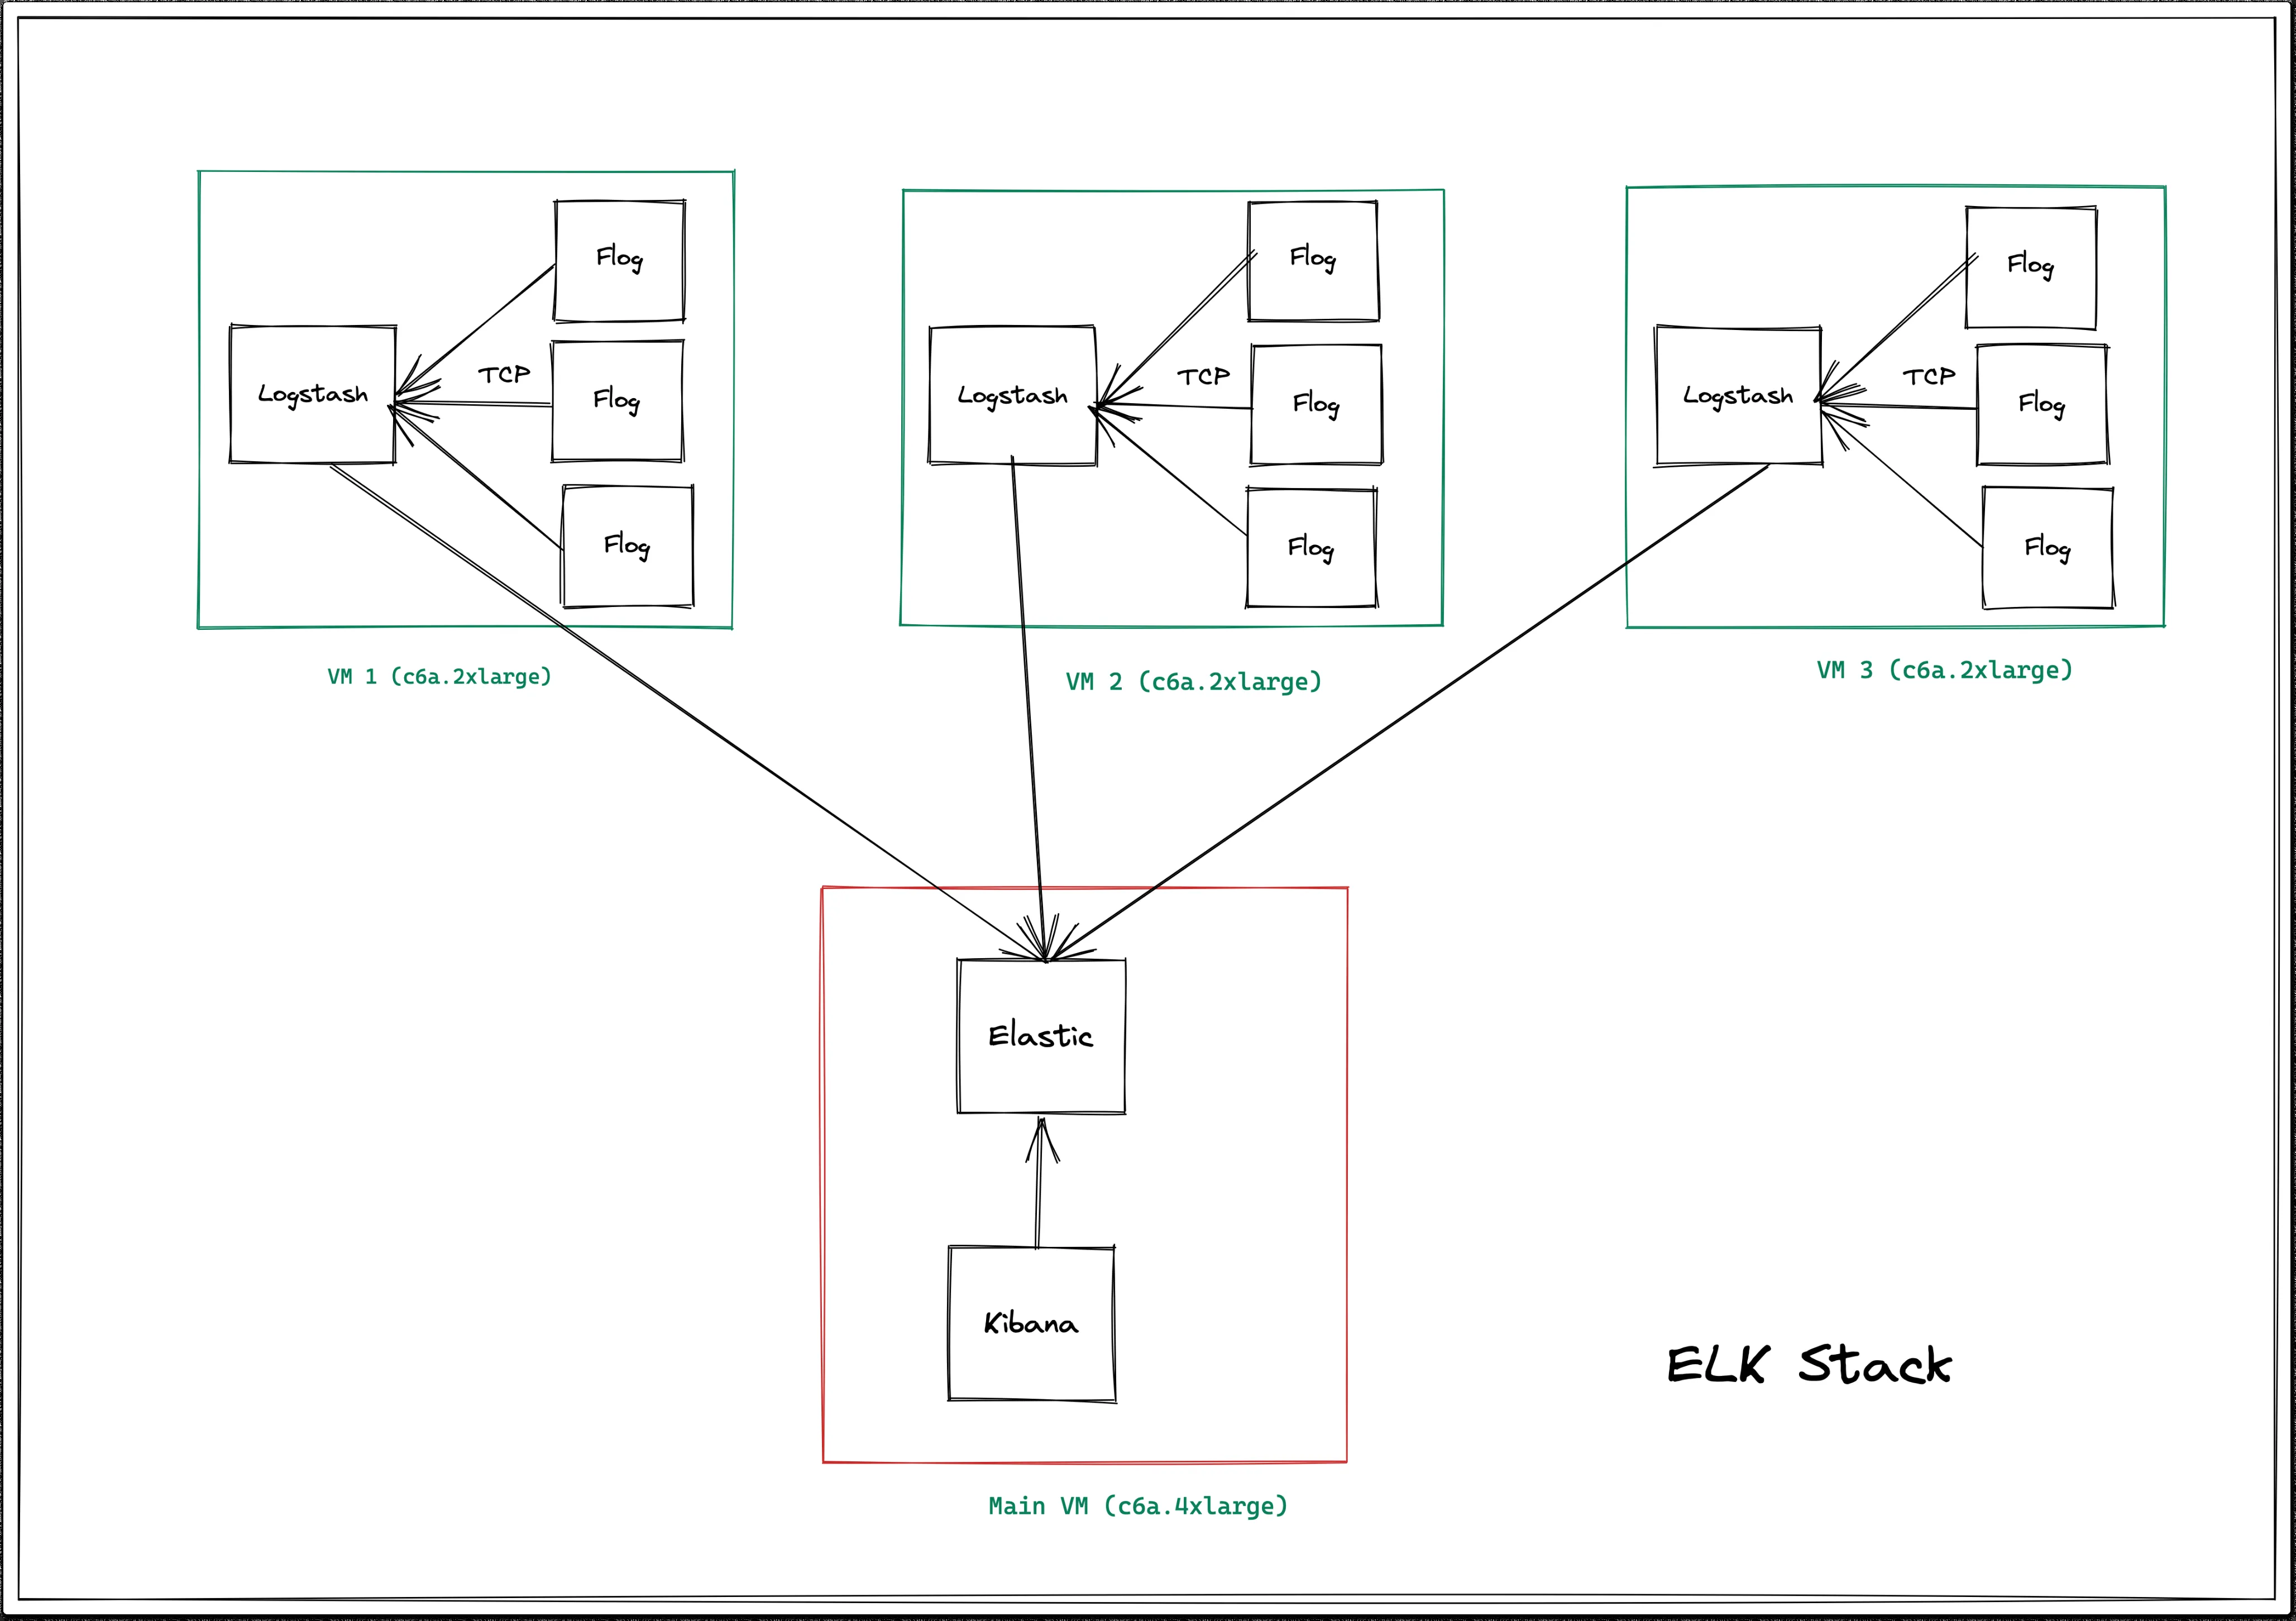 Flog
Logstash
TCP
Flog
Flog
VM 1 (c6a.2xlarge)
Flog
Logstash
TCP
Flog
Flog
VM 2 (c6a.2xlarge)
Flog
Logstash
TCP
Flog
Flog
VM 3 (c6a.2xlarge)
Elastic
Kibana
Main VM (c6a.4xlarge)
ELK Stack